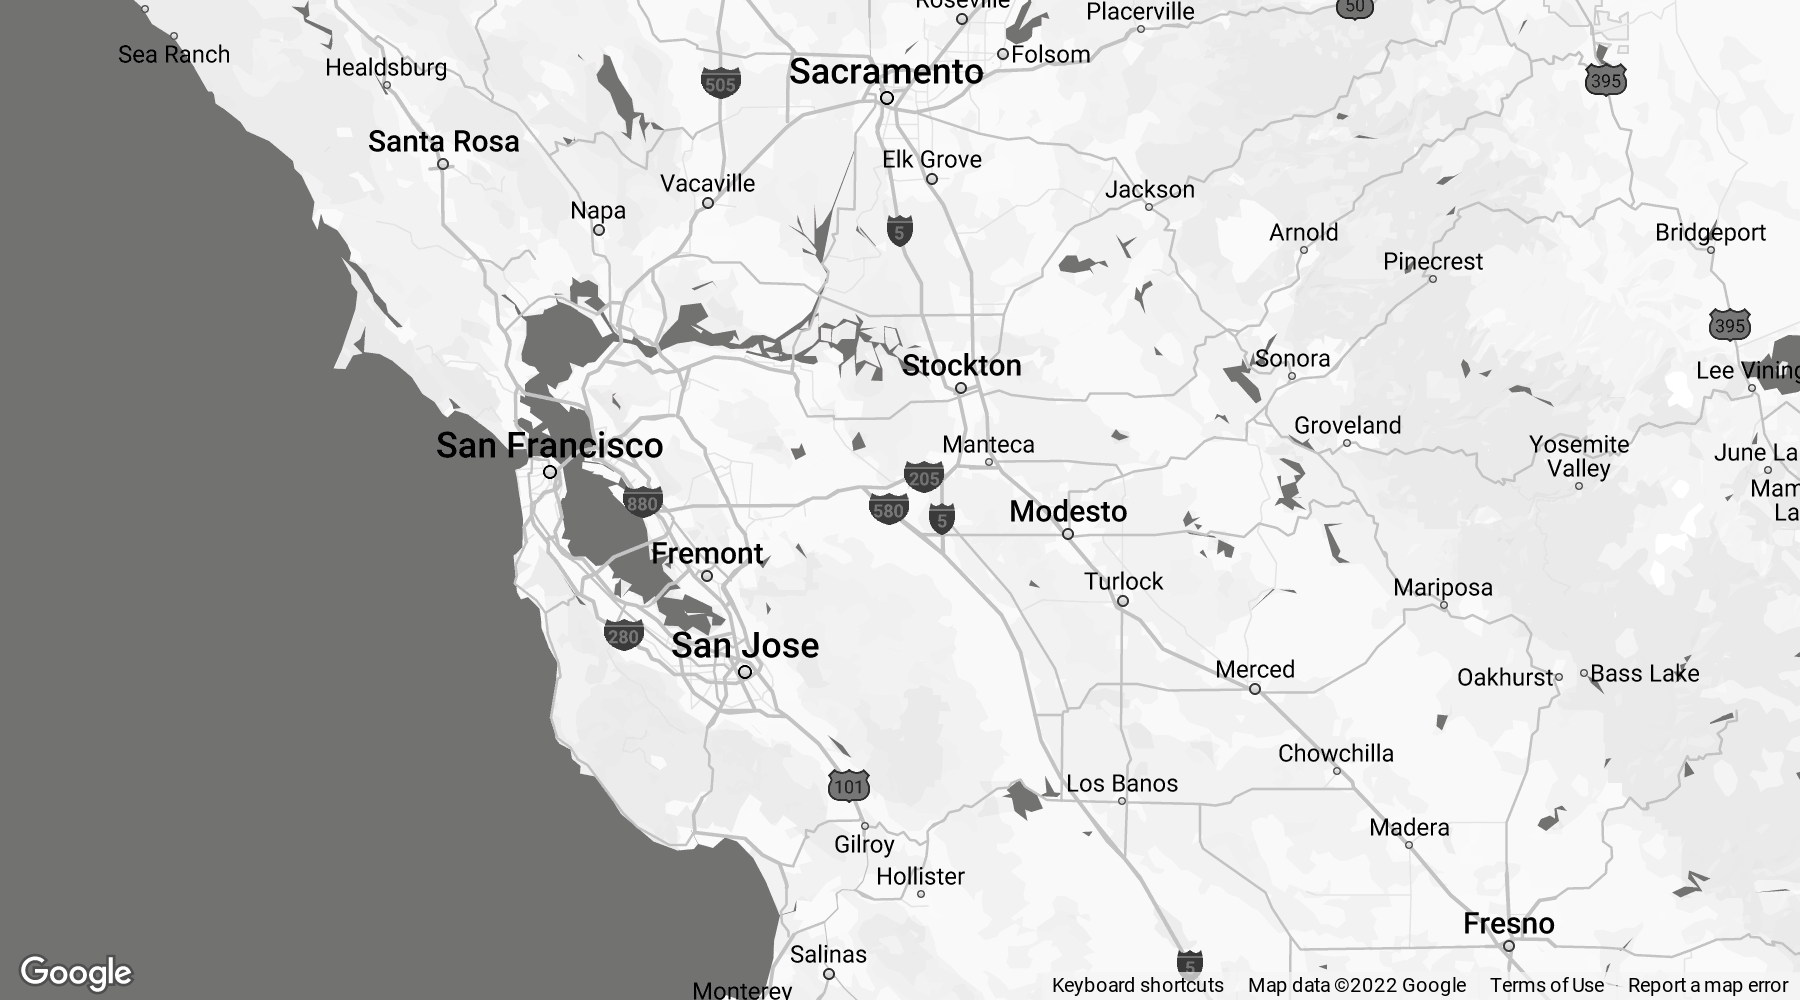 Roseville
Placerville
50
Sea Ranch
Healdsburg
Folsom
Sacramento
505
395
Santa Rosa
Elk Grove
Vacaville
Jackson
Napa
5
Arnold
Bridgeport
Pinecrest
395
Stockton
Sonora
Lee Vining
Groveland
San Francisco
Manteca
Yosemite
Valley
June La
205
880
580
5
Mam
La
Modesto
Fremont
Turlock
Mariposa
280
San Jose
Merced
Oakhurst
Bass Lake
Chowchilla
101
Los Banos
Madera
Gilroy
Hollister
Fresno
Salinas
5
Google
Monterey
Keyboard shortcuts
Map data ©2022 Google
Terms of Use
Report a map error